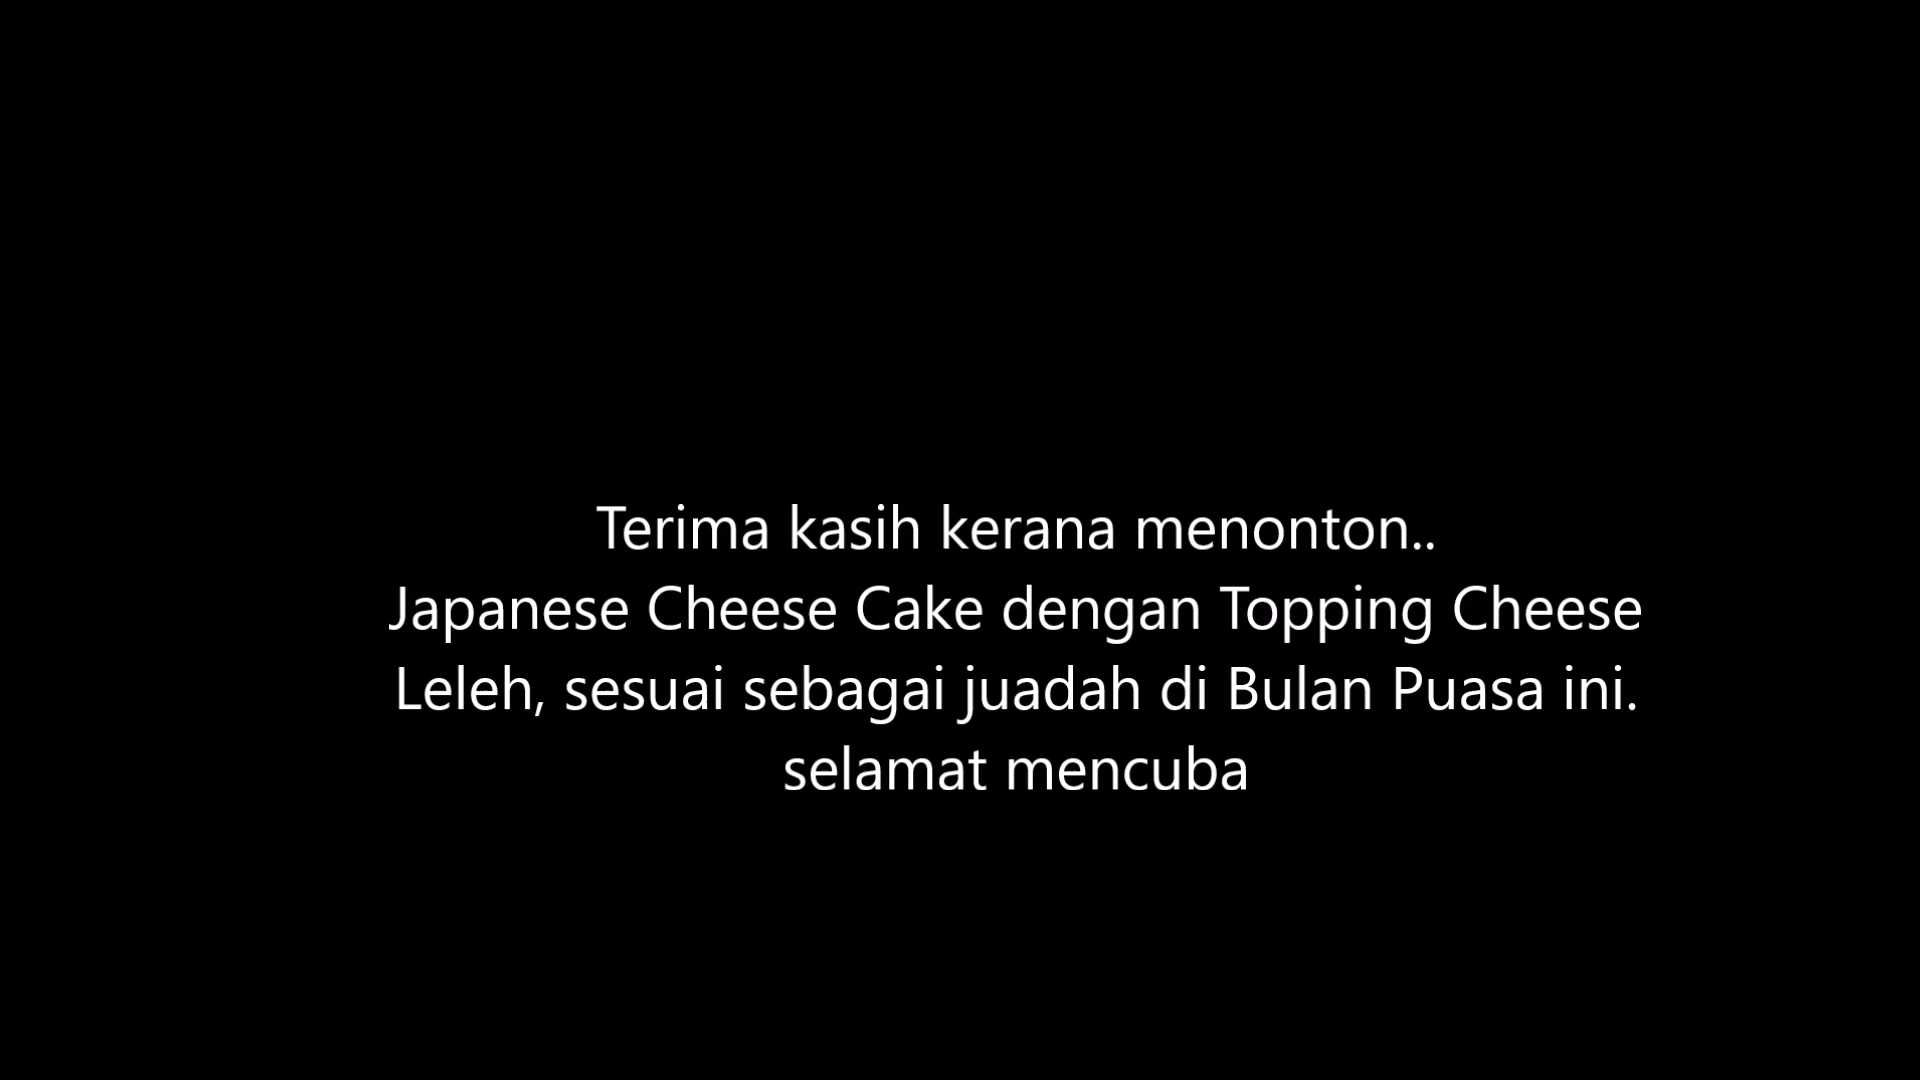 Terima kasih kerana menonton..
Japanese Cheese Cake dengan Topping Cheese
Leleh, sesuai sebagai juadah di Bulan Puasa ini.
selamat mencuba